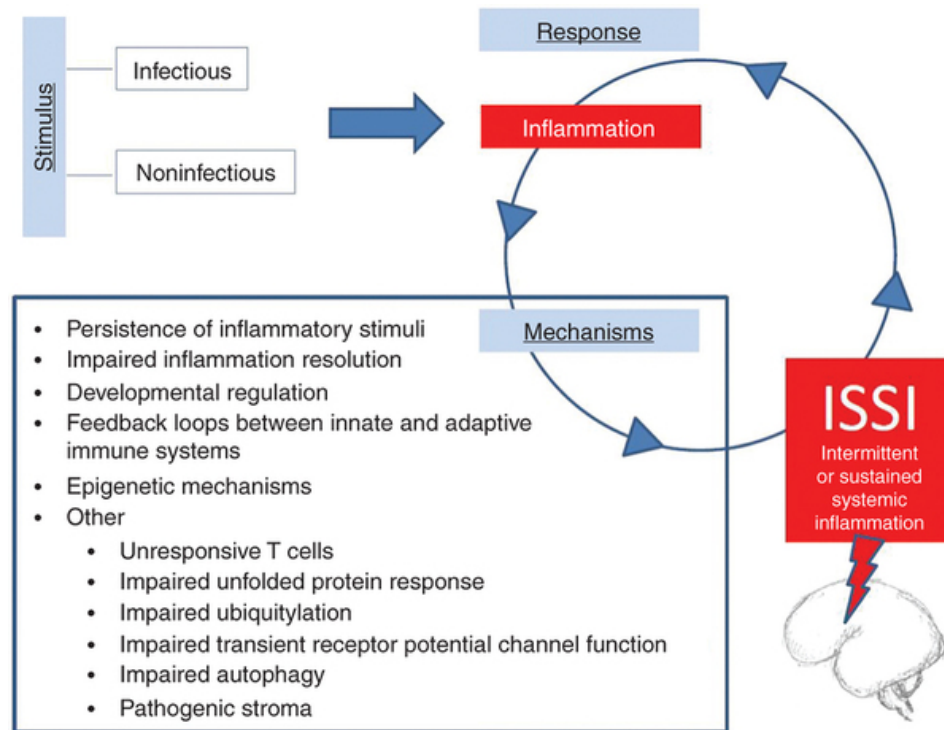 Stimulus
Infectious
Noninfectious
Response
Inflammation
Mechanisms
• Persistence of inflammatory stimuli
• Impaired inflammation resolution
• Developmental regulation
• Feedback loops between innate and adaptive
immune systems
• Epigenetic mechanisms
• Other
• Unresponsive T cells
• Impaired unfolded protein response
• Impaired ubiquitylation
• Impaired transient receptor potential channel function
• Impaired autophagy
• Pathogenic stroma
ISSI
Intermittent
or sustained
systemic
inflammation